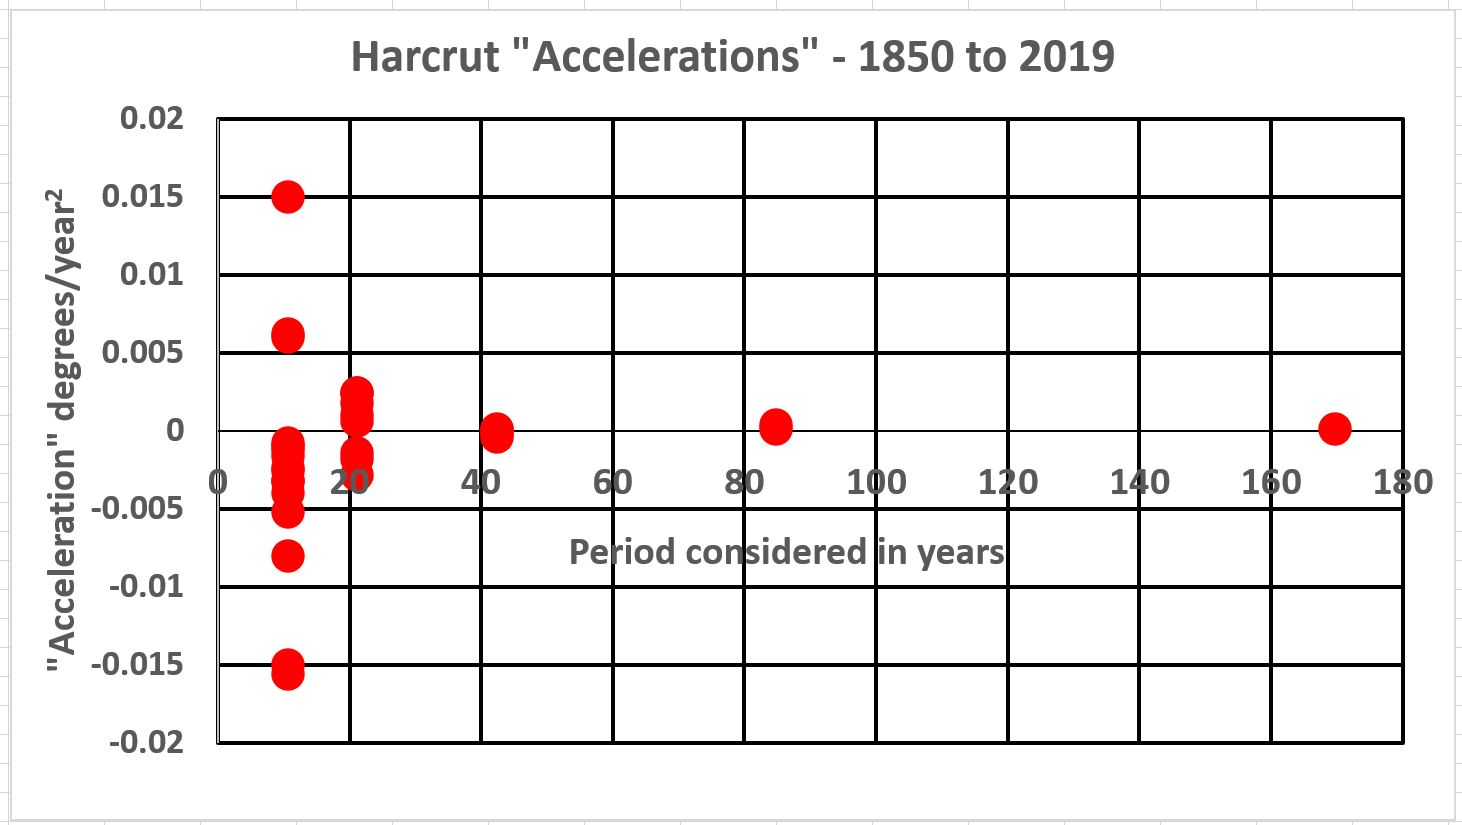 Harcrut "Accelerations" - 1850 to 2019
"Acceleration" degrees/year²
0.02
0.015
0.01
0.005
0
-0.005
-0.01
-0.015
-0.02
0 20 40 60 80 100 120 140 160 180
Period considered in years